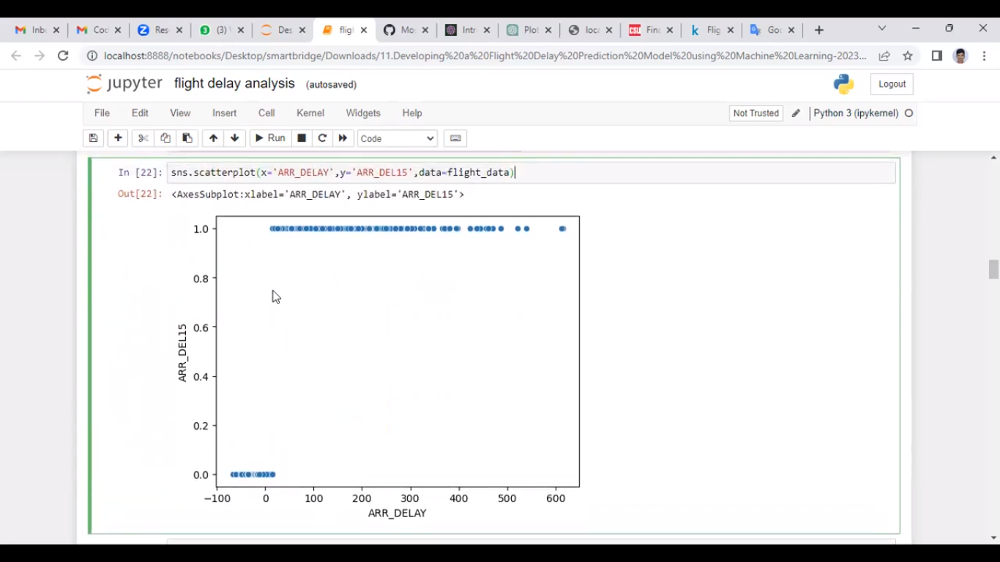 Inb Coc Res (3) Des flig Mo Intr Plot loca Fina Flig Goc
localhost:8888/notebooks/Desktop/smartbridge/Downloads/11.Developing%20a%20Flight%20Delay%20Prediction%20Model%20using%20Machine%20Learning-2023...
jupyter flight delay analysis (autosaved) Logout
File Edit View Insert Cell Kernel Widgets Help Not Trusted Python 3 (ipykernel)
Run Code
In [22]: sns.scatterplot(x='ARR_DELAY',y='ARR_DEL15',data=flight_data)
Out[22]: <AxesSubplot:xlabel='ARR_DELAY', ylabel='ARR_DEL15'>
1.0
0.8
0.6
ARR_DEL15
0.4
0.2
0.0
−100 0 100 200 300 400 500 600
ARR_DELAY